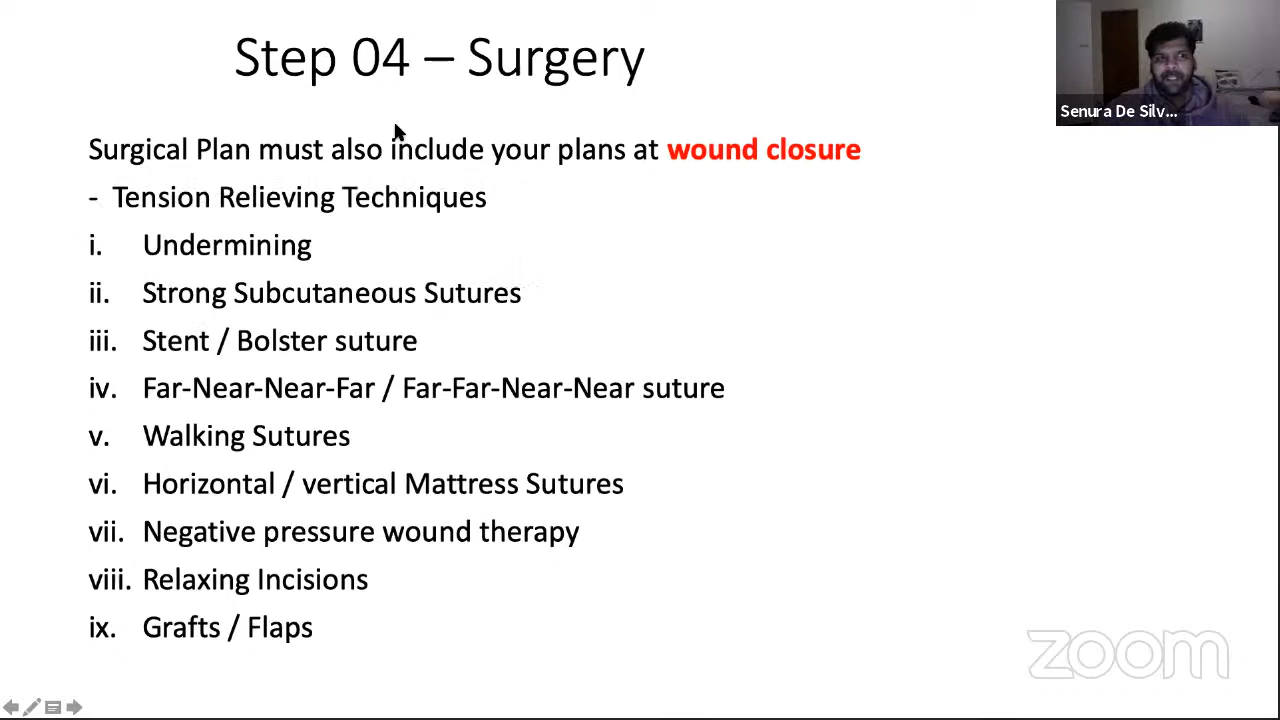 Step 04 – Surgery
Senura De Silv...
Surgical Plan must also include your plans at wound closure
- Tension Relieving Techniques
i. Undermining
ii. Strong Subcutaneous Sutures
iii. Stent / Bolster suture
iv. Far-Near-Near-Far / Far-Far-Near-Near suture
v. Walking Sutures
vi. Horizontal / vertical Mattress Sutures
vii. Negative pressure wound therapy
viii. Relaxing Incisions
ix. Grafts / Flaps
zoom